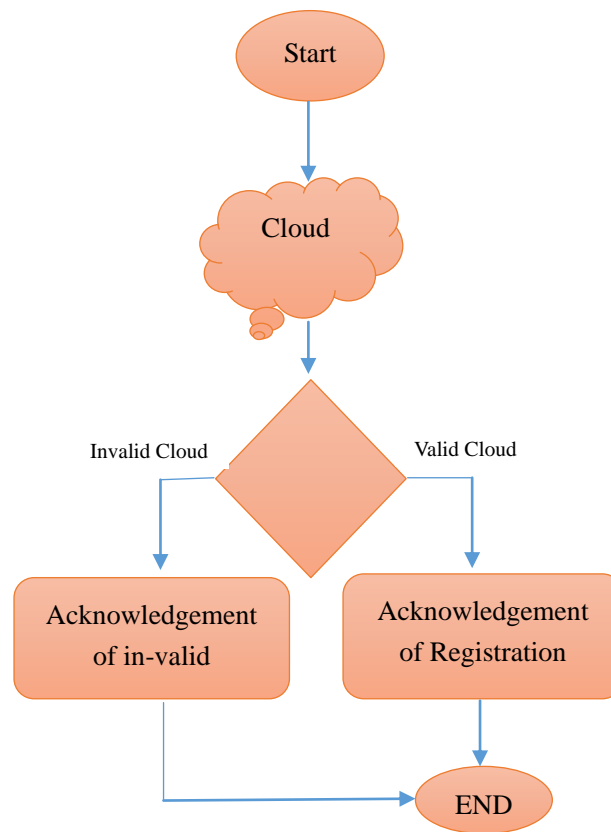 Start
Cloud
Invalid Cloud
Valid Cloud
Acknowledgement
of in-valid
Acknowledgement
of Registration
END